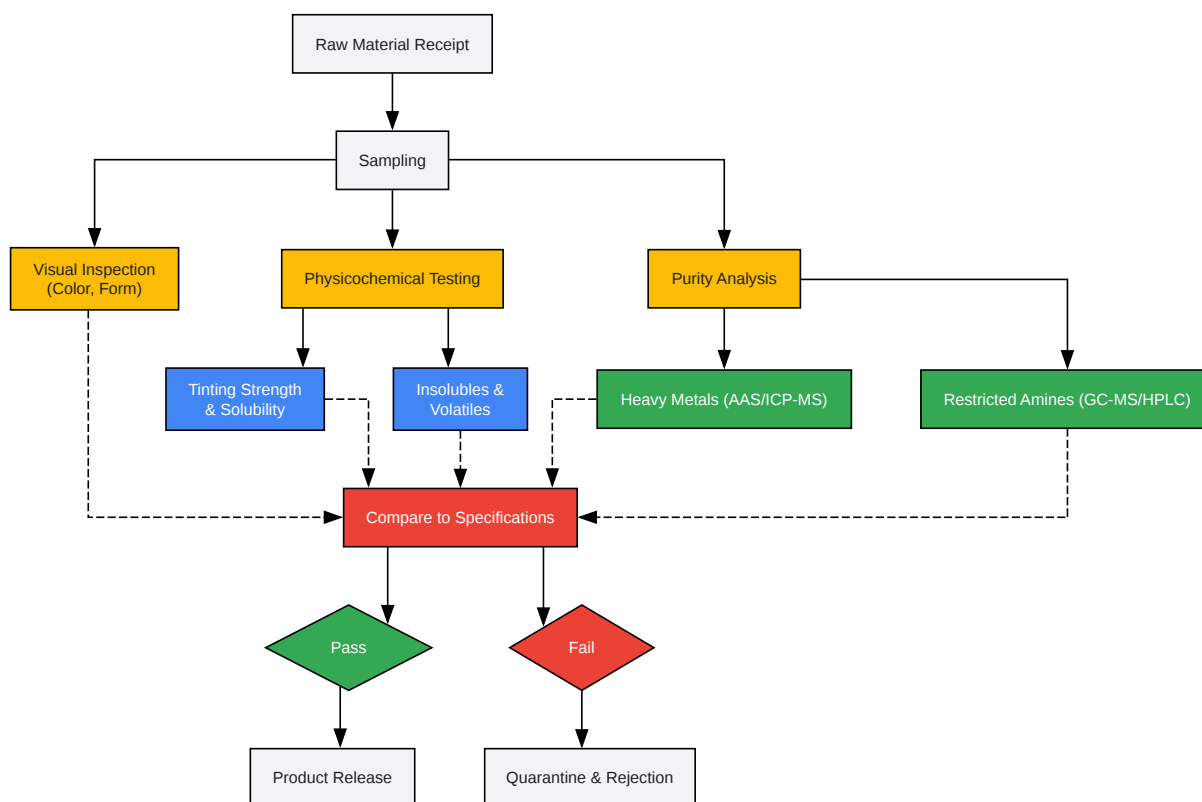 Raw Material Receipt
Sampling
Visual Inspection
(Color, Form)
Physicochemical Testing
Purity Analysis
Tinting Strength
& Solubility
Insolubles &
Volatiles
Heavy Metals (AAS/ICP-MS)
Restricted Amines (GC-MS/HPLC)
Compare to Specifications
Pass
Fail
Product Release
Quarantine & Rejection